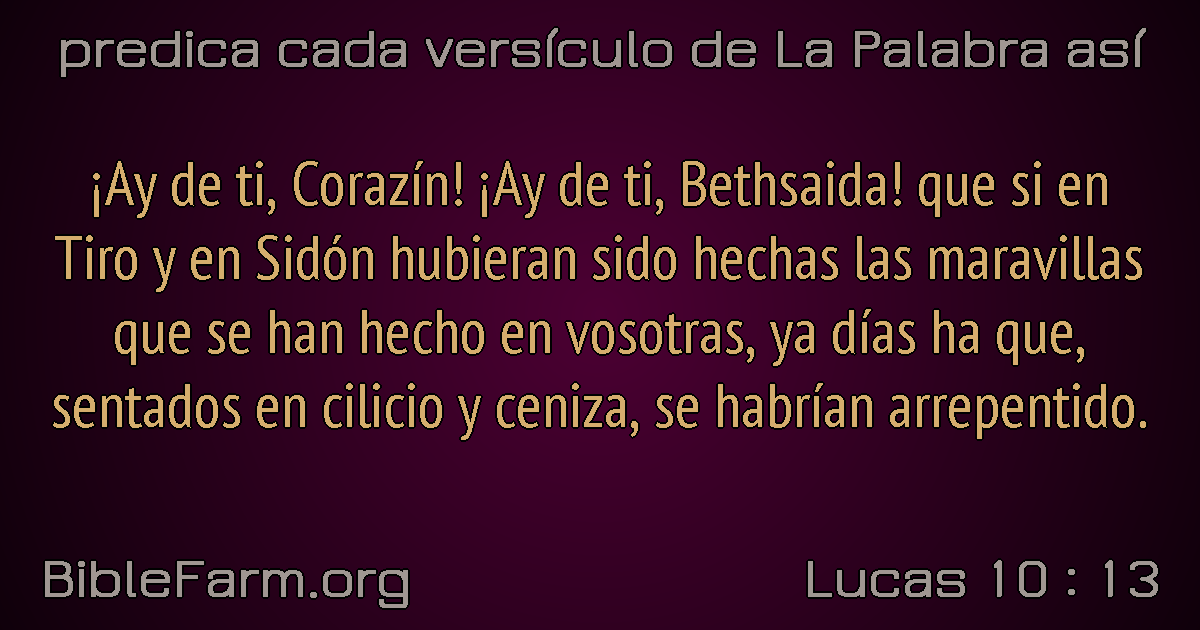 predica cada versículo de La Palabra así
¡Ay de ti, Corazín! ¡Ay de ti, Bethsaida! que si en
Tiro y en Sidón hubieran sido hechas las maravillas
que se han hecho en vosotras, ya días ha que,
sentados en cilicio y ceniza, se habrían arrepentido.
BibleFarm.org
Lucas 10 : 13